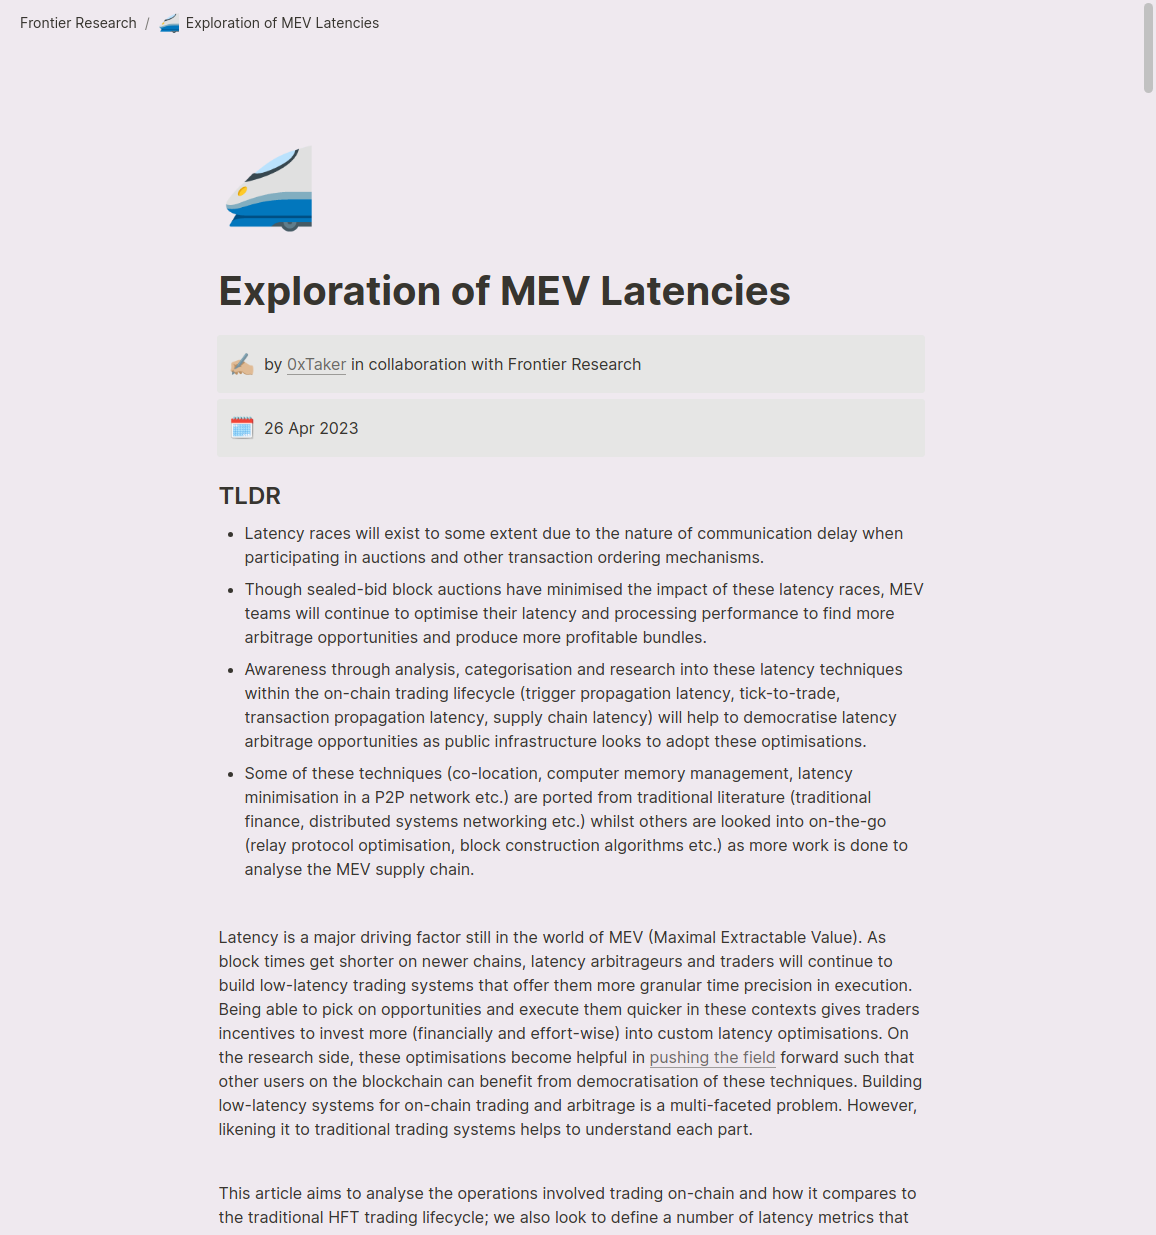 Frontier Research / Exploration of MEV Latencies
Exploration of MEV Latencies
by 0xTaker in collaboration with Frontier Research
26 Apr 2023
TLDR
• Latency races will exist to some extent due to the nature of communication delay when
participating in auctions and other transaction ordering mechanisms.
• Though sealed-bid block auctions have minimised the impact of these latency races, MEV
teams will continue to optimise their latency and processing performance to find more
arbitrage opportunities and produce more profitable bundles.
• Awareness through analysis, categorisation and research into these latency techniques
within the on-chain trading lifecycle (trigger propagation latency, tick-to-trade,
transaction propagation latency, supply chain latency) will help to democratise latency
arbitrage opportunities as public infrastructure looks to adopt these optimisations.
• Some of these techniques (co-location, computer memory management, latency
minimisation in a P2P network etc.) are ported from traditional literature (traditional
finance, distributed systems networking etc.) whilst others are looked into on-the-go
(relay protocol optimisation, block construction algorithms etc.) as more work is done to
analyse the MEV supply chain.
Latency is a major driving factor still in the world of MEV (Maximal Extractable Value). As
block times get shorter on newer chains, latency arbitrageurs and traders will continue to
build low-latency trading systems that offer them more granular time precision in execution.
Being able to pick on opportunities and execute them quicker in these contexts gives traders
incentives to invest more (financially and effort-wise) into custom latency optimisations. On
the research side, these optimisations become helpful in pushing the field forward such that
other users on the blockchain can benefit from democratisation of these techniques. Building
low-latency systems for on-chain trading and arbitrage is a multi-faceted problem. However,
likening it to traditional trading systems helps to understand each part.
This article aims to analyse the operations involved trading on-chain and how it compares to
the traditional HFT trading lifecycle; we also look to define a number of latency metrics that